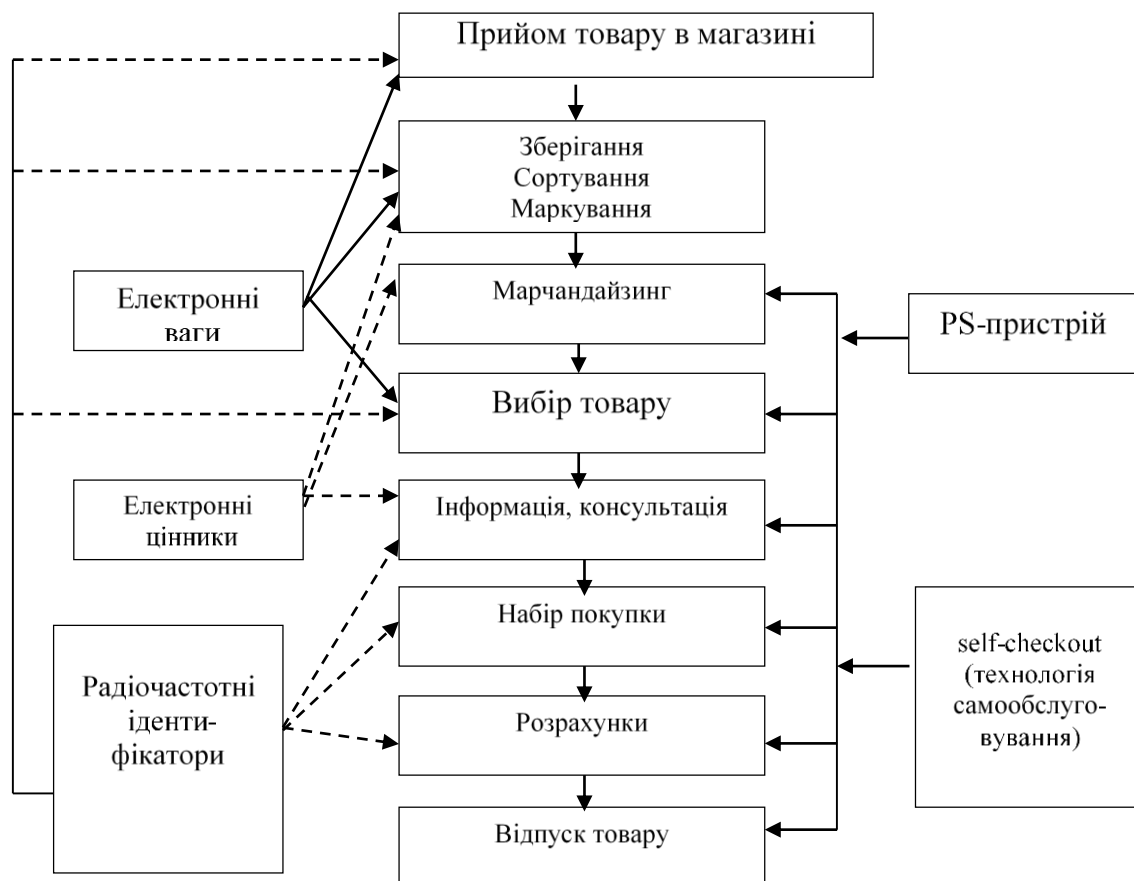 Прийом товару в магазині
Зберігання
Сортування
Маркування
Електронні
ваги
Марчандайзинг
PS-пристрій
Вибір товару
Електронні
цінники
Інформація, консультація
Набір покупки
self-checkout
(технологія
самообслуго-
вування)
Радіочастотні
іденти-
фікатори
Розрахунки
Відпуск товару